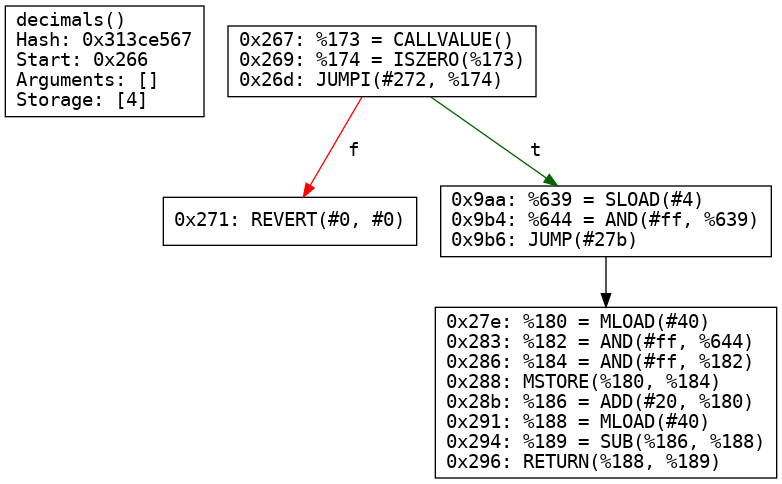 decimals()
Hash: 0x313ce567
Start: 0x266
Arguments: []
Storage: [4]
0x267: %173 = CALLVALUE()
0x269: %174 = ISZERO(%173)
0x26d: JUMPI(#272, %174)
f
t
0x271: REVERT(#0, #0)
0x9aa: %639 = SLOAD(#4)
0x9b4: %644 = AND(#ff, %639)
0x9b6: JUMP(#27b)
0x27e: %180 = MLOAD(#40)
0x283: %182 = AND(#ff, %644)
0x286: %184 = AND(#ff, %182)
0x288: MSTORE(%180, %184)
0x28b: %186 = ADD(#20, %180)
0x291: %188 = MLOAD(#40)
0x294: %189 = SUB(%186, %188)
0x296: RETURN(%188, %189)